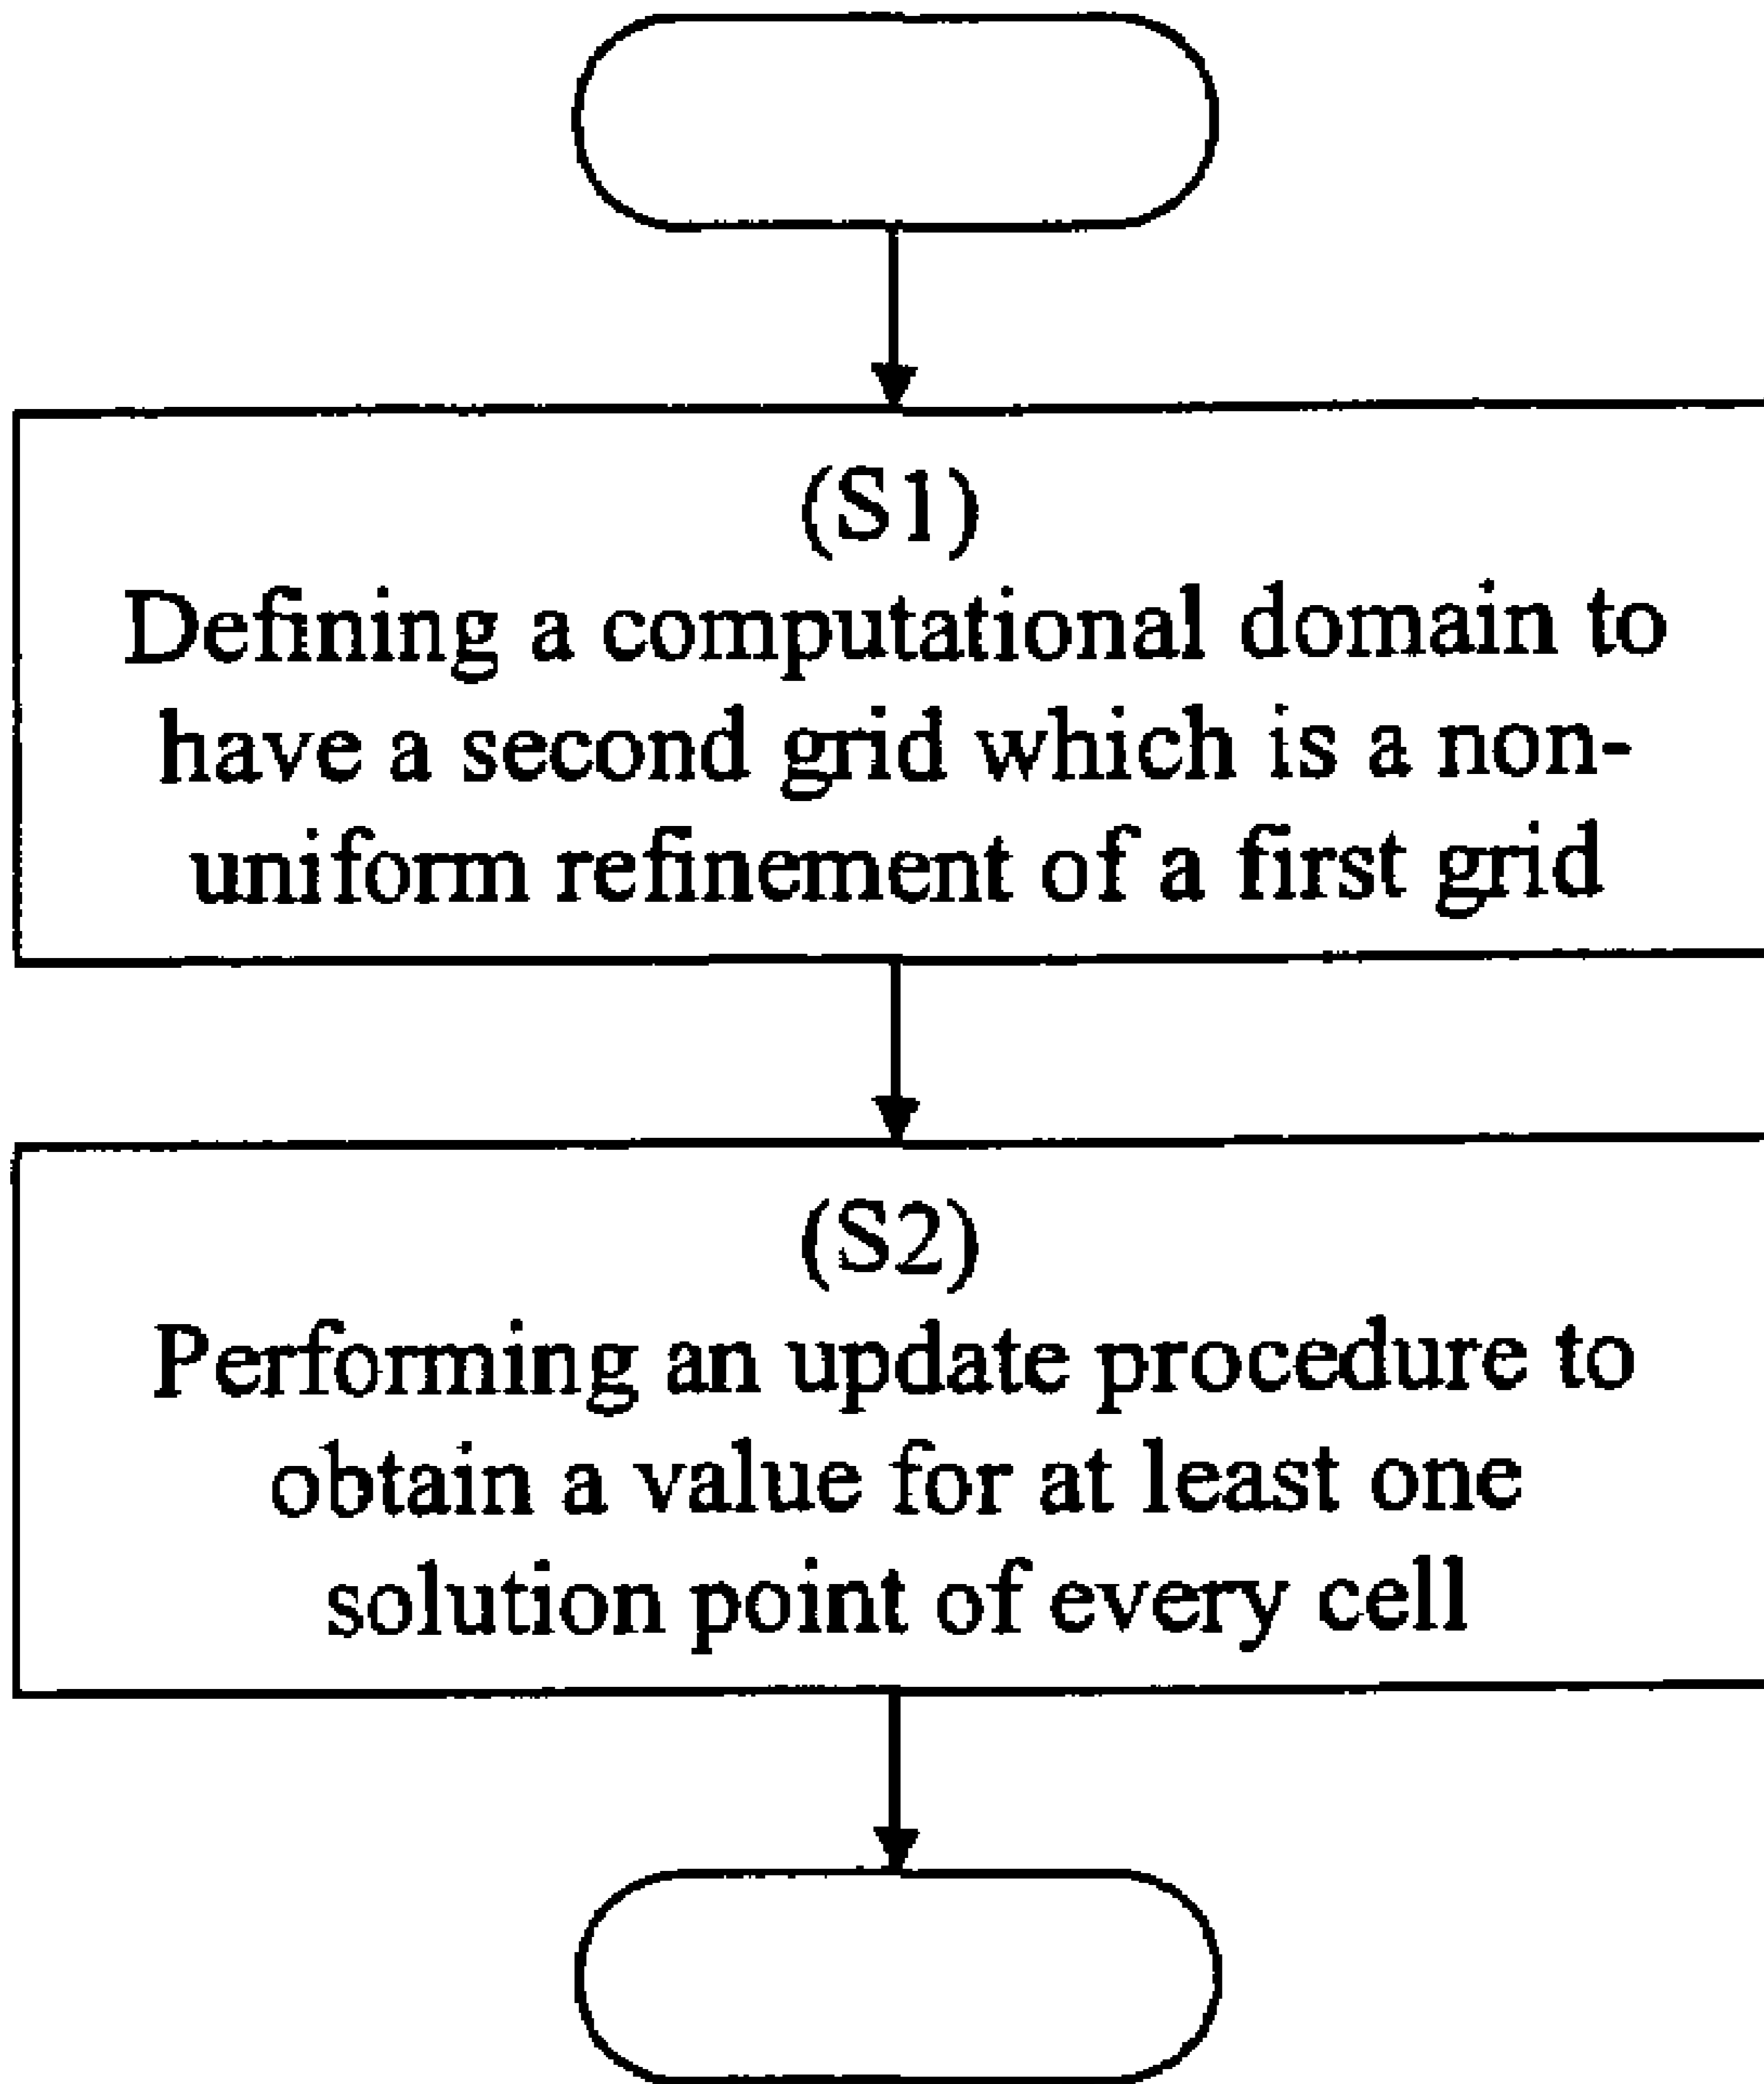 (S1)
Defining a computational domain to
have a second grid which is a non-
uniform refinement of a first grid
(S2)
Performing an update procedure to
obtain a value for at least one
solution point of every cell